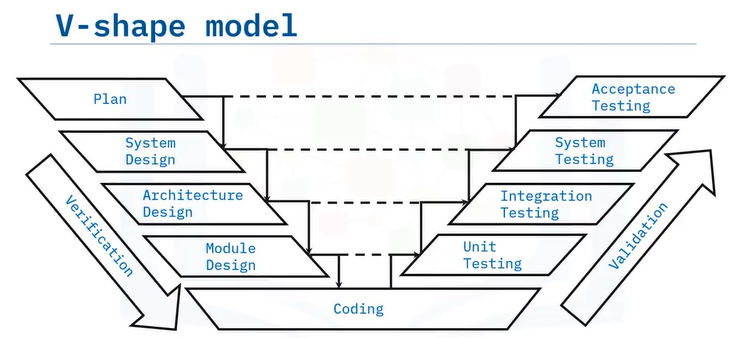 V-shape model
Plan
Acceptance
Testing
System
Design
System
Testing
Architecture
Design
Integration
Testing
Verification
Validation
Module
Design
Unit
Testing
Coding